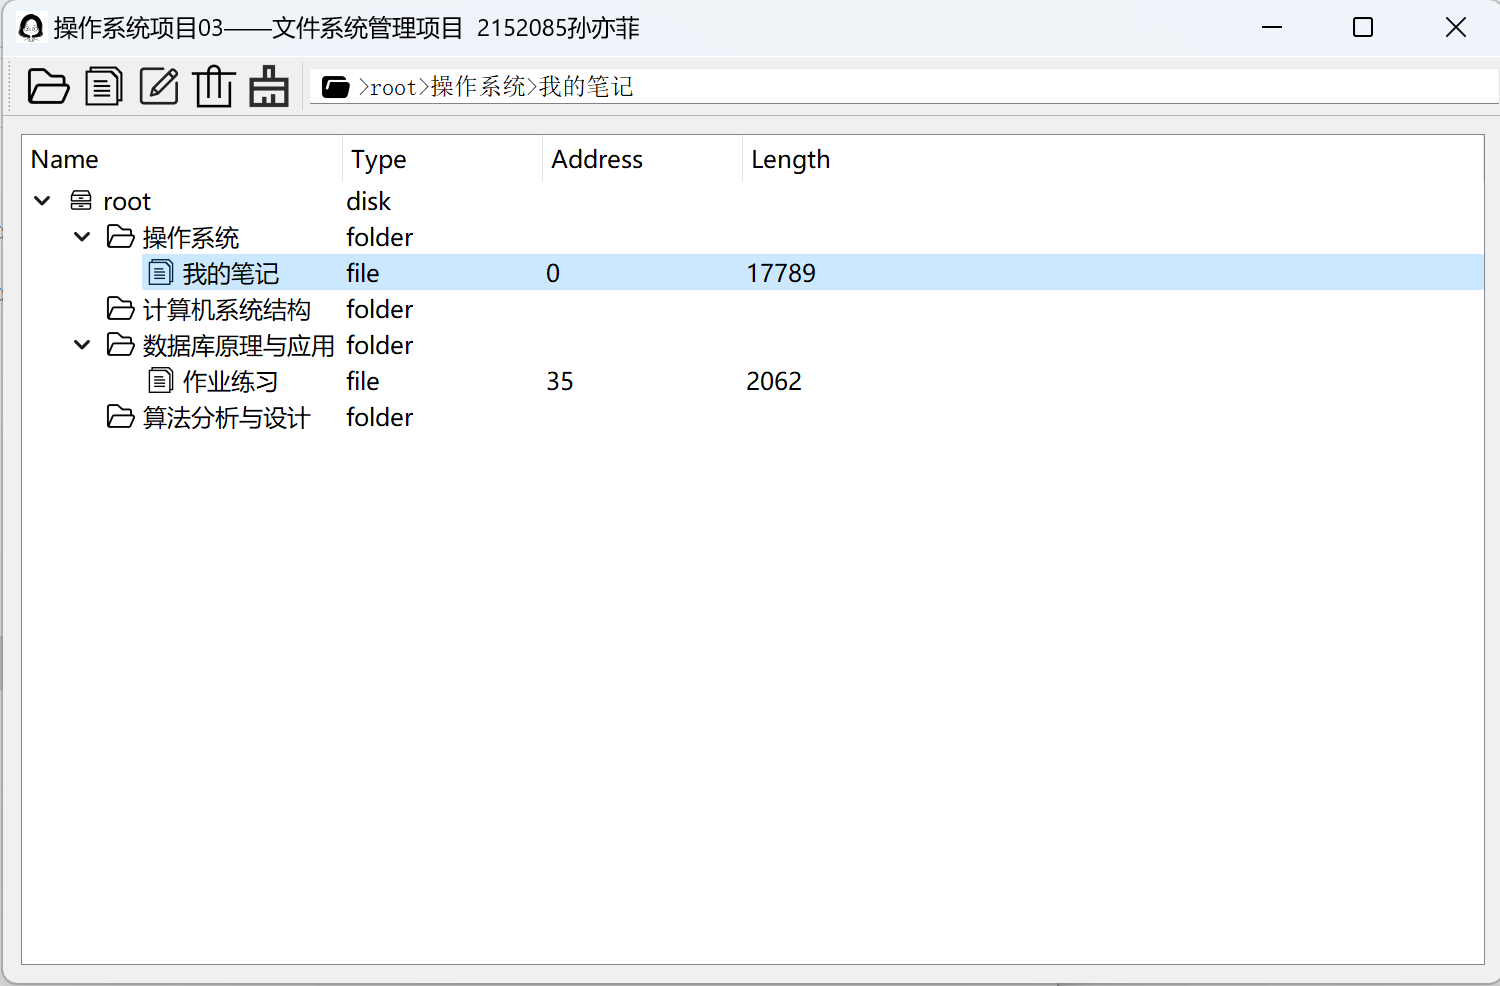 操作系统项目03——文件系统管理项目 2152085孙亦菲
>root>操作系统>我的笔记
Name Type Address Length
root disk
操作系统 folder
我的笔记 file 0 17789
计算机系统结构 folder
数据库原理与应用 folder
作业练习 file 35 2062
算法分析与设计 folder